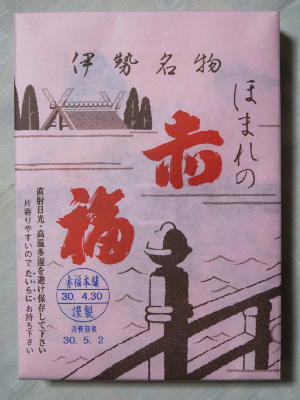 伊勢名物
ほまれの
赤
福
直射日光・高温多湿を避け保存して下さい
片寄りやすいので たいらに お持ち下さい
赤福本舗
30. 4.30
謹製
消費期限
30. 5. 2